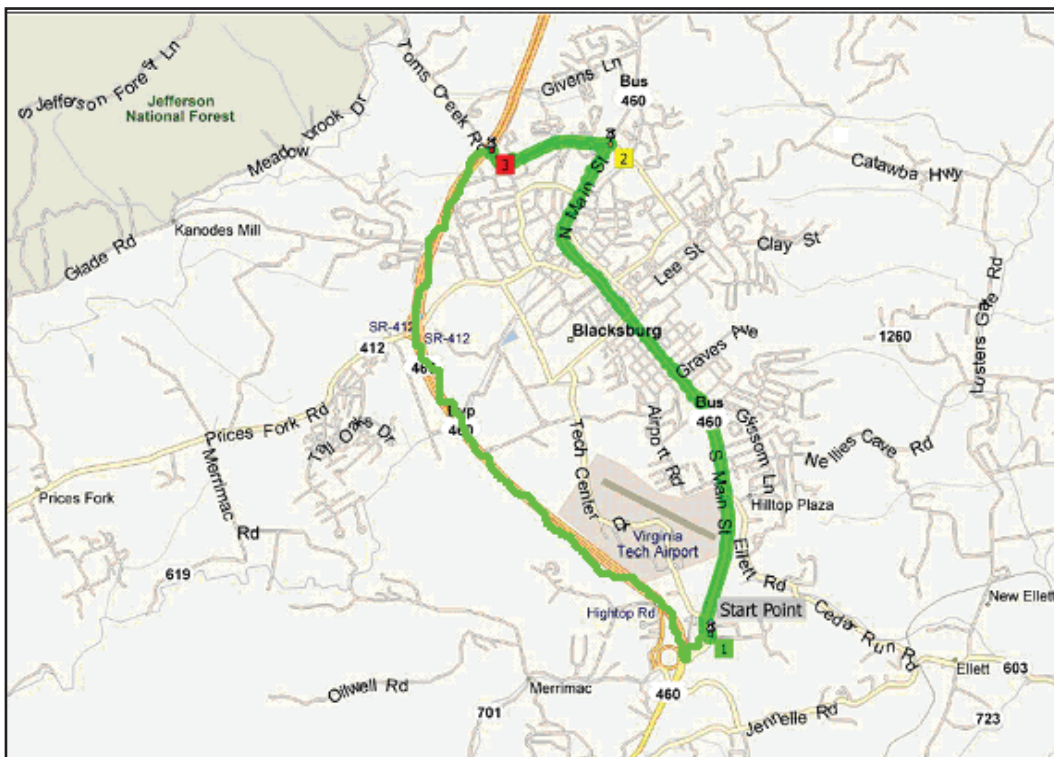 S Jefferson Forest Ln
Jefferson
National Forest
Toms Creek Rd
Givens Ln
Bus
460
Meadowbrook Dr
3
2
Catawba Hwy
N Main St
Kanodes Mill
Glade Rd
Lee St
Clay St
Lusters Gate Rd
SR-412
SR-412
412
460
Blacksburg
1260
Graves Ave
Byp
460
Bus
460
Prices Fork Rd
Tall Oaks Dr
Airport Rd
Grissom Ln
Nellies Cave Rd
Merrimac Rd
Tech Center Dr
S Main St
Hilltop Plaza
Prices Fork
Virginia
Tech Airport
Ellett Rd
619
Hightop Rd
Start Point
New Ellett
Cedar Run Rd
1
Ellett
603
Oilwell Rd
Merrimac
460
701
Jennelle Rd
723